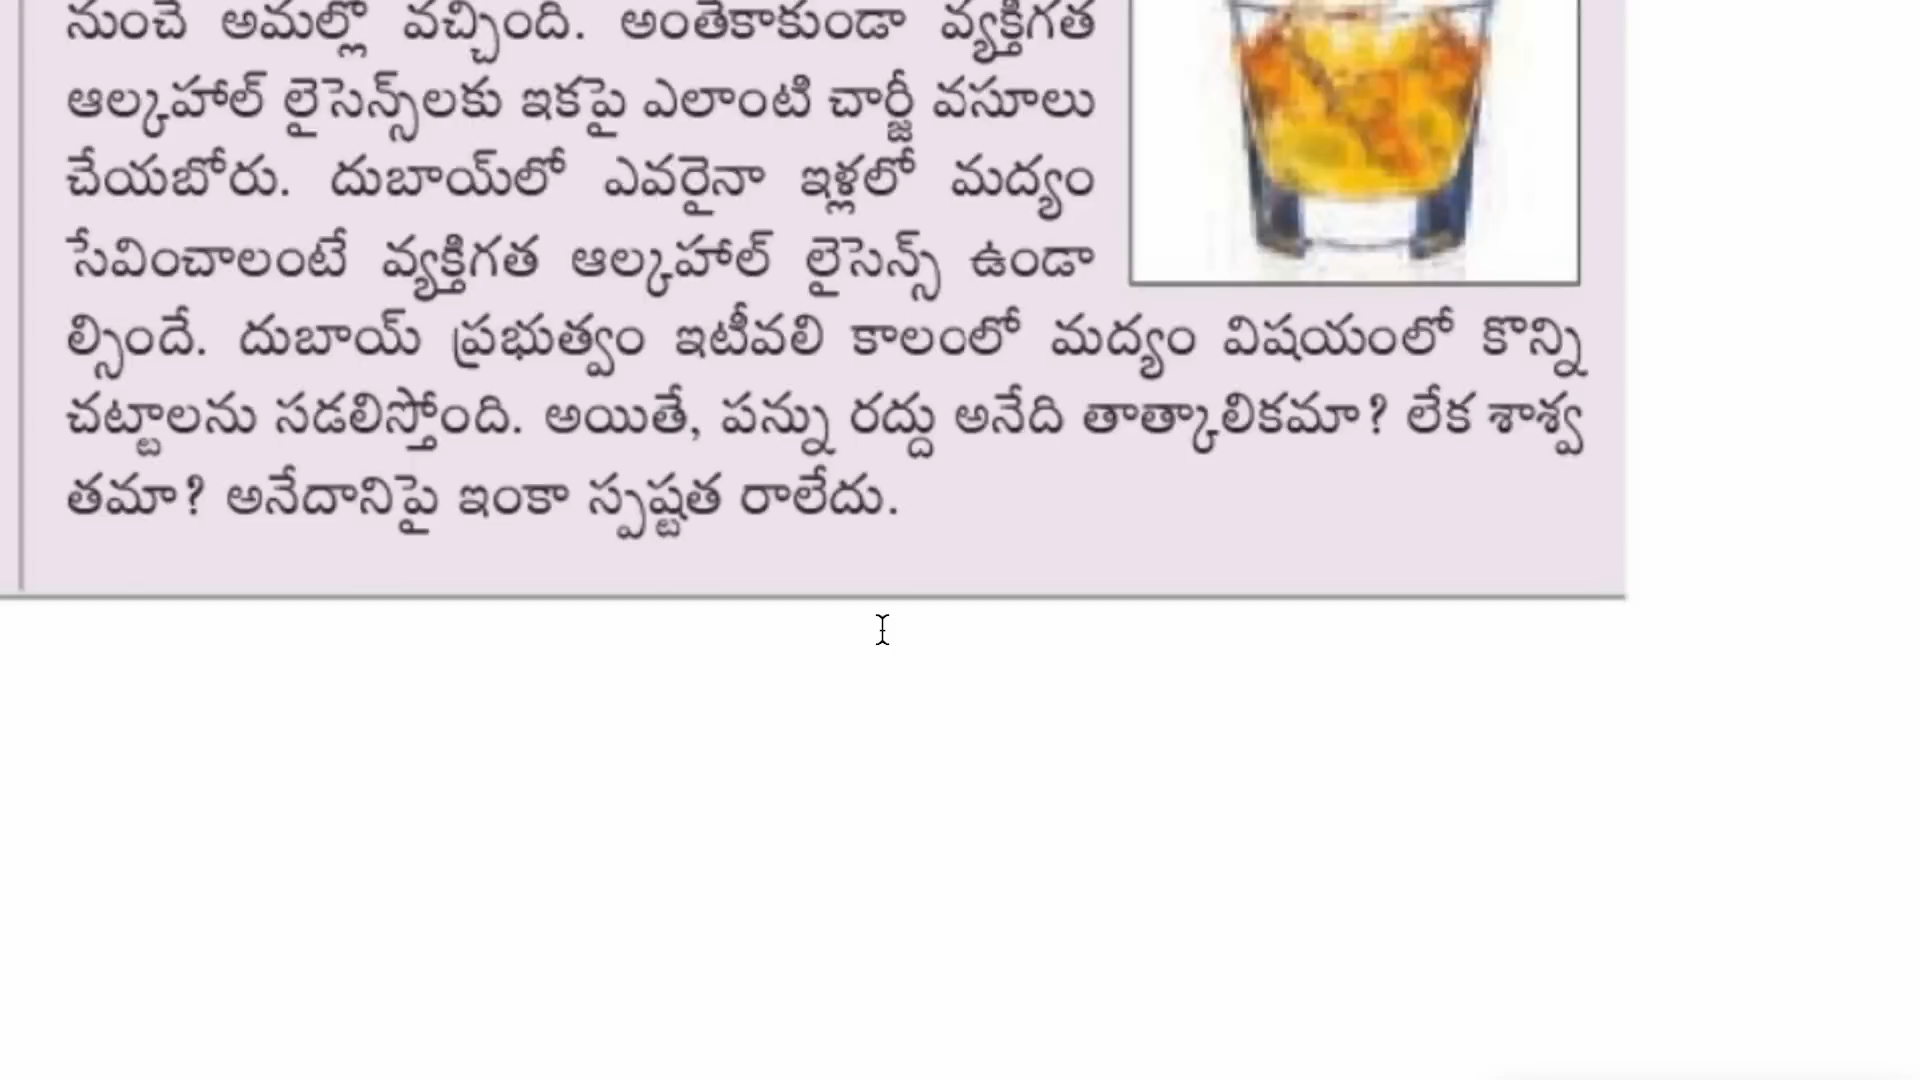 నుంచే అమల్లో వచ్చింది. అంతేకాకుండా వ్యక్తిగత
ఆల్కహాల్ లైసెన్స్‌లకు ఇకపై ఎలాంటి చార్జీ వసూలు
చేయబోరు. దుబాయ్‌లో ఎవరైనా ఇళ్లలో మద్యం
సేవించాలంటే వ్యక్తిగత ఆల్కహాల్ లైసెన్స్ ఉండా
ల్సిందే. దుబాయ్ ప్రభుత్వం ఇటీవలి కాలంలో మద్యం విషయంలో కొన్ని
చట్టాలను సడలిస్తోంది. అయితే, పన్ను రద్దు అనేది తాత్కాలికమా? లేక శాశ్వ
తమా? అనేదానిపై ఇంకా స్పష్టత రాలేదు.